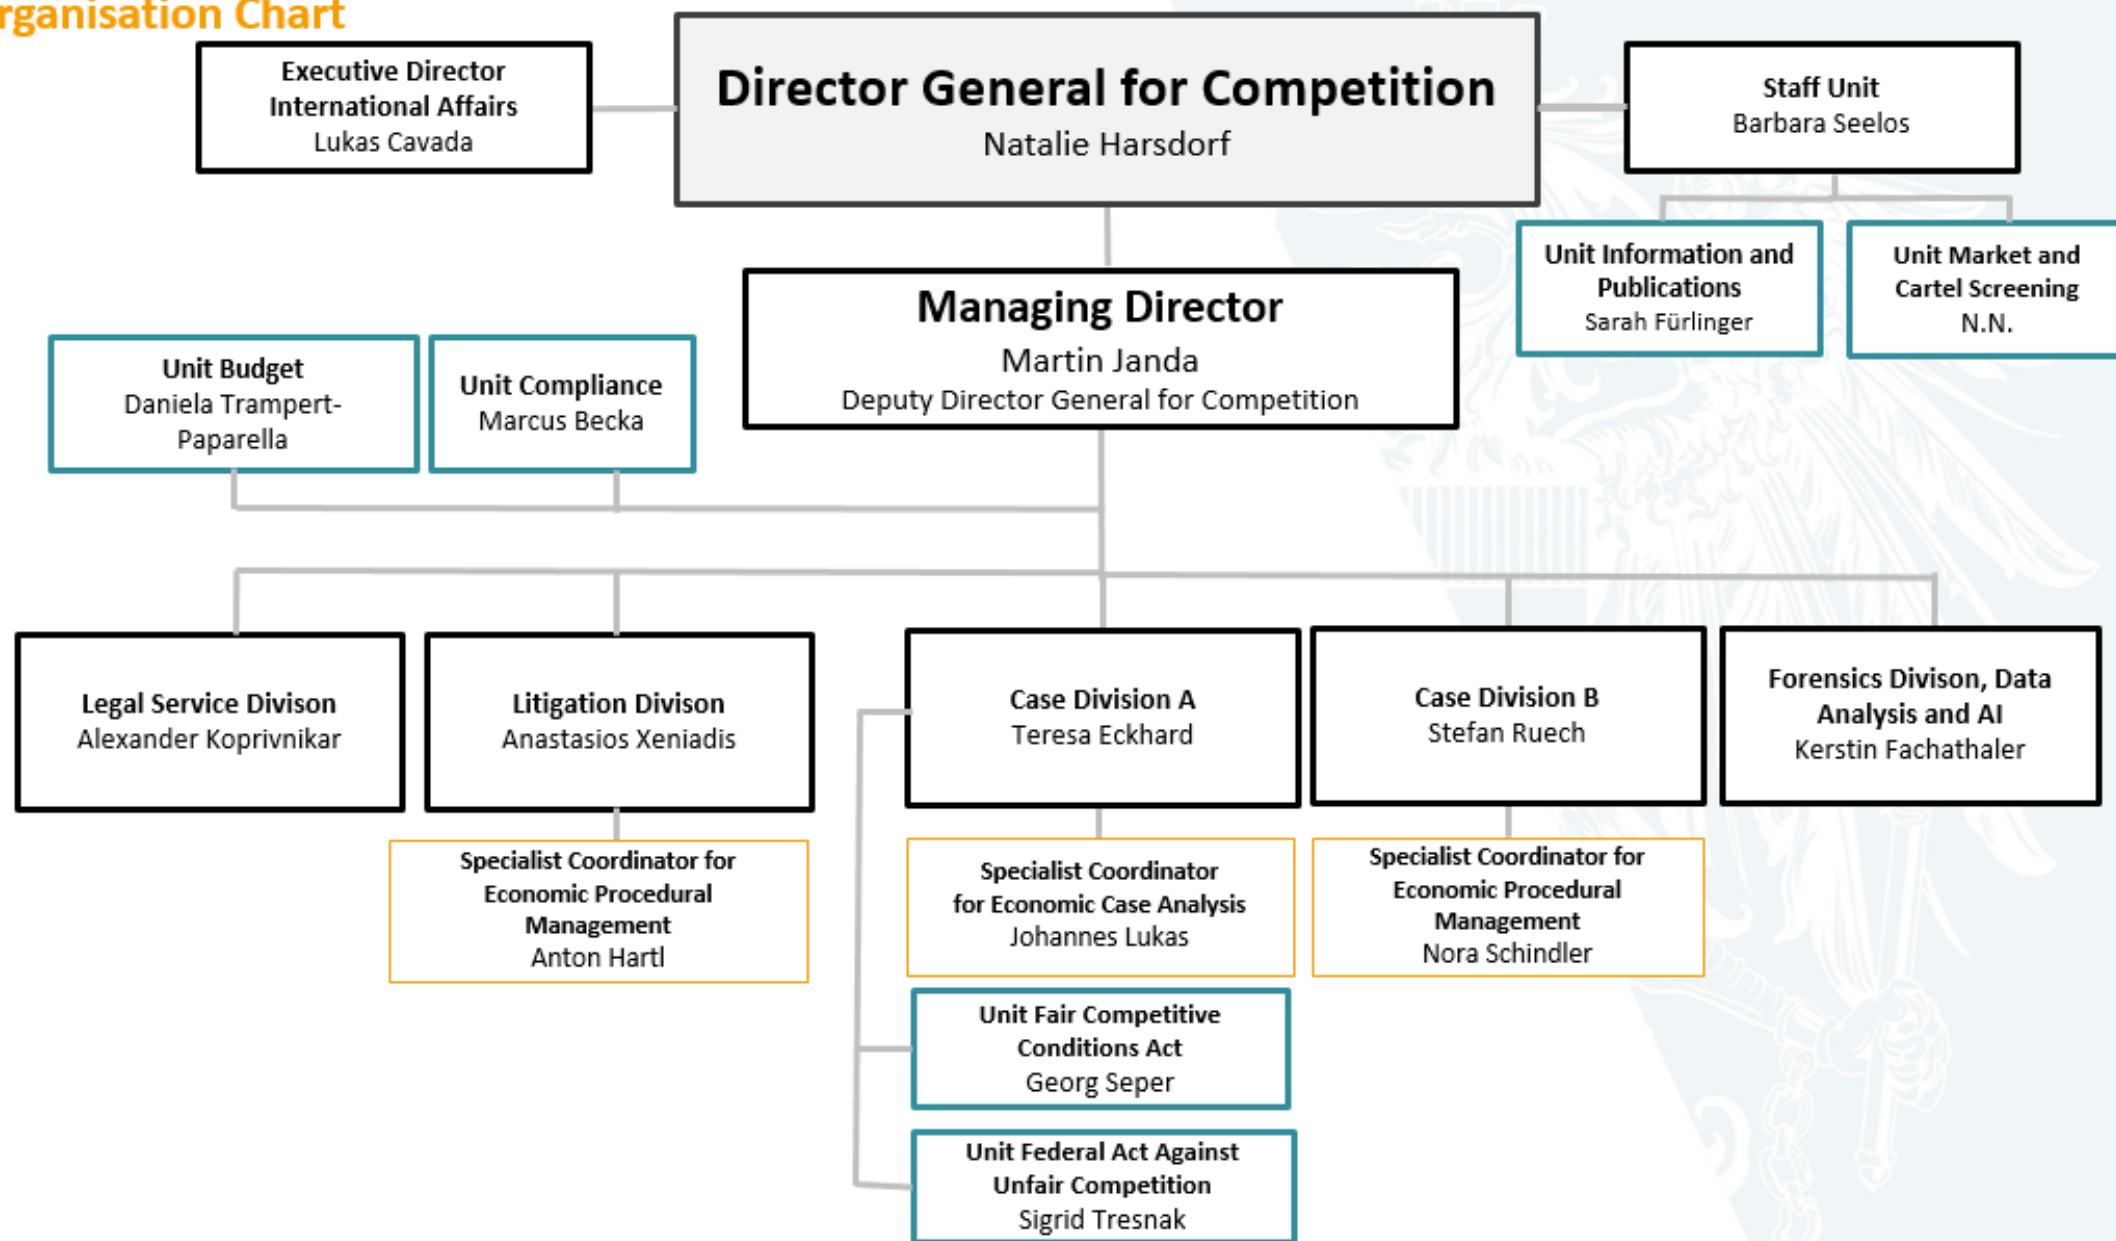 rganisation Chart
Executive Director
International Affairs
Lukas Cavada
Director General for Competition
Natalie Harsdorf
Staff Unit
Barbara Seelos
Unit Information and
Publications
Sarah Fürlinger
Unit Market and
Cartel Screening
N.N.
Managing Director
Martin Janda
Deputy Director General for Competition
Unit Budget
Daniela Trampert-
Paparella
Unit Compliance
Marcus Becka
Legal Service Divison
Alexander Koprivnikar
Litigation Divison
Anastasios Xeniadis
Case Division A
Teresa Eckhard
Case Division B
Stefan Ruech
Forensics Divison, Data
Analysis and AI
Kerstin Fachathaler
Specialist Coordinator for
Economic Procedural
Management
Anton Hartl
Specialist Coordinator
for Economic Case Analysis
Johannes Lukas
Specialist Coordinator for
Economic Procedural
Management
Nora Schindler
Unit Fair Competitive
Conditions Act
Georg Seper
Unit Federal Act Against
Unfair Competition
Sigrid Tresnak